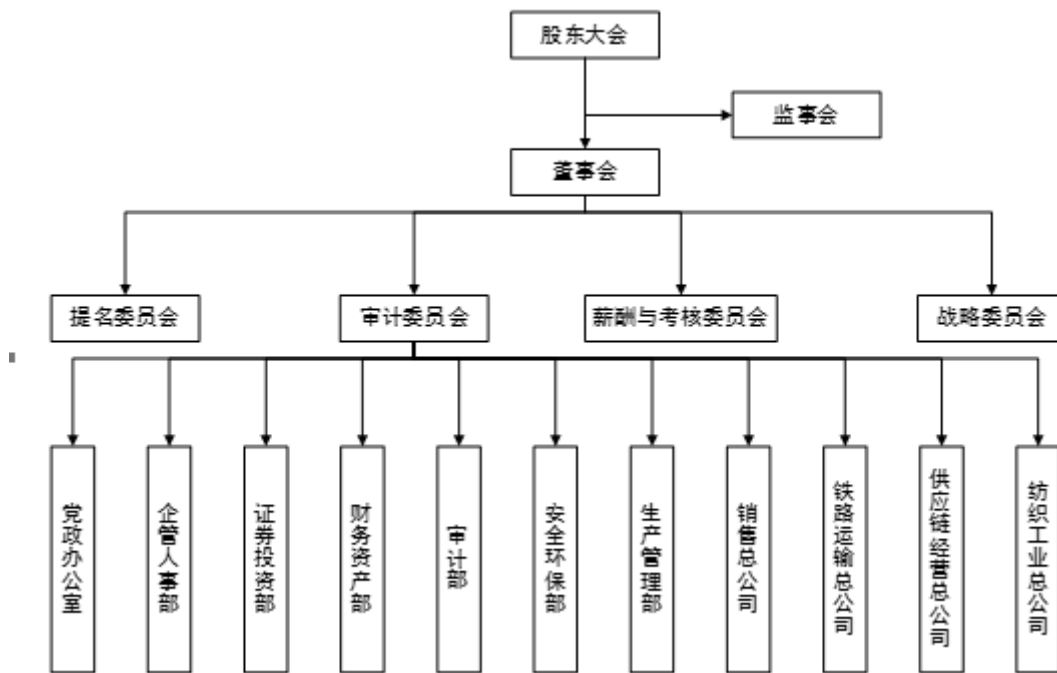 股东大会
监事会
董事会
提名委员会
审计委员会
薪酬与考核委员会
战略委员会
党政办公室
企管人事部
证券投资部
财务资产部
审计部
安全环保部
生产管理部
销售总公司
铁路运输总公司
供应链经营总公司
纺织工业总公司